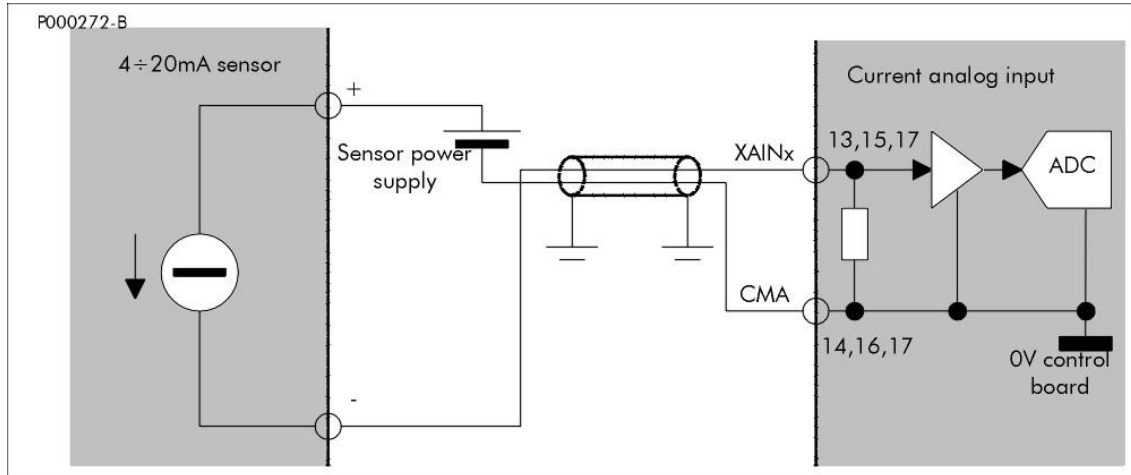 P000272-B
4÷20mA sensor
+
Sensor power
supply
-
XAINx
CMA
Current analog input
13,15,17
ADC
14,16,17
0V control
board